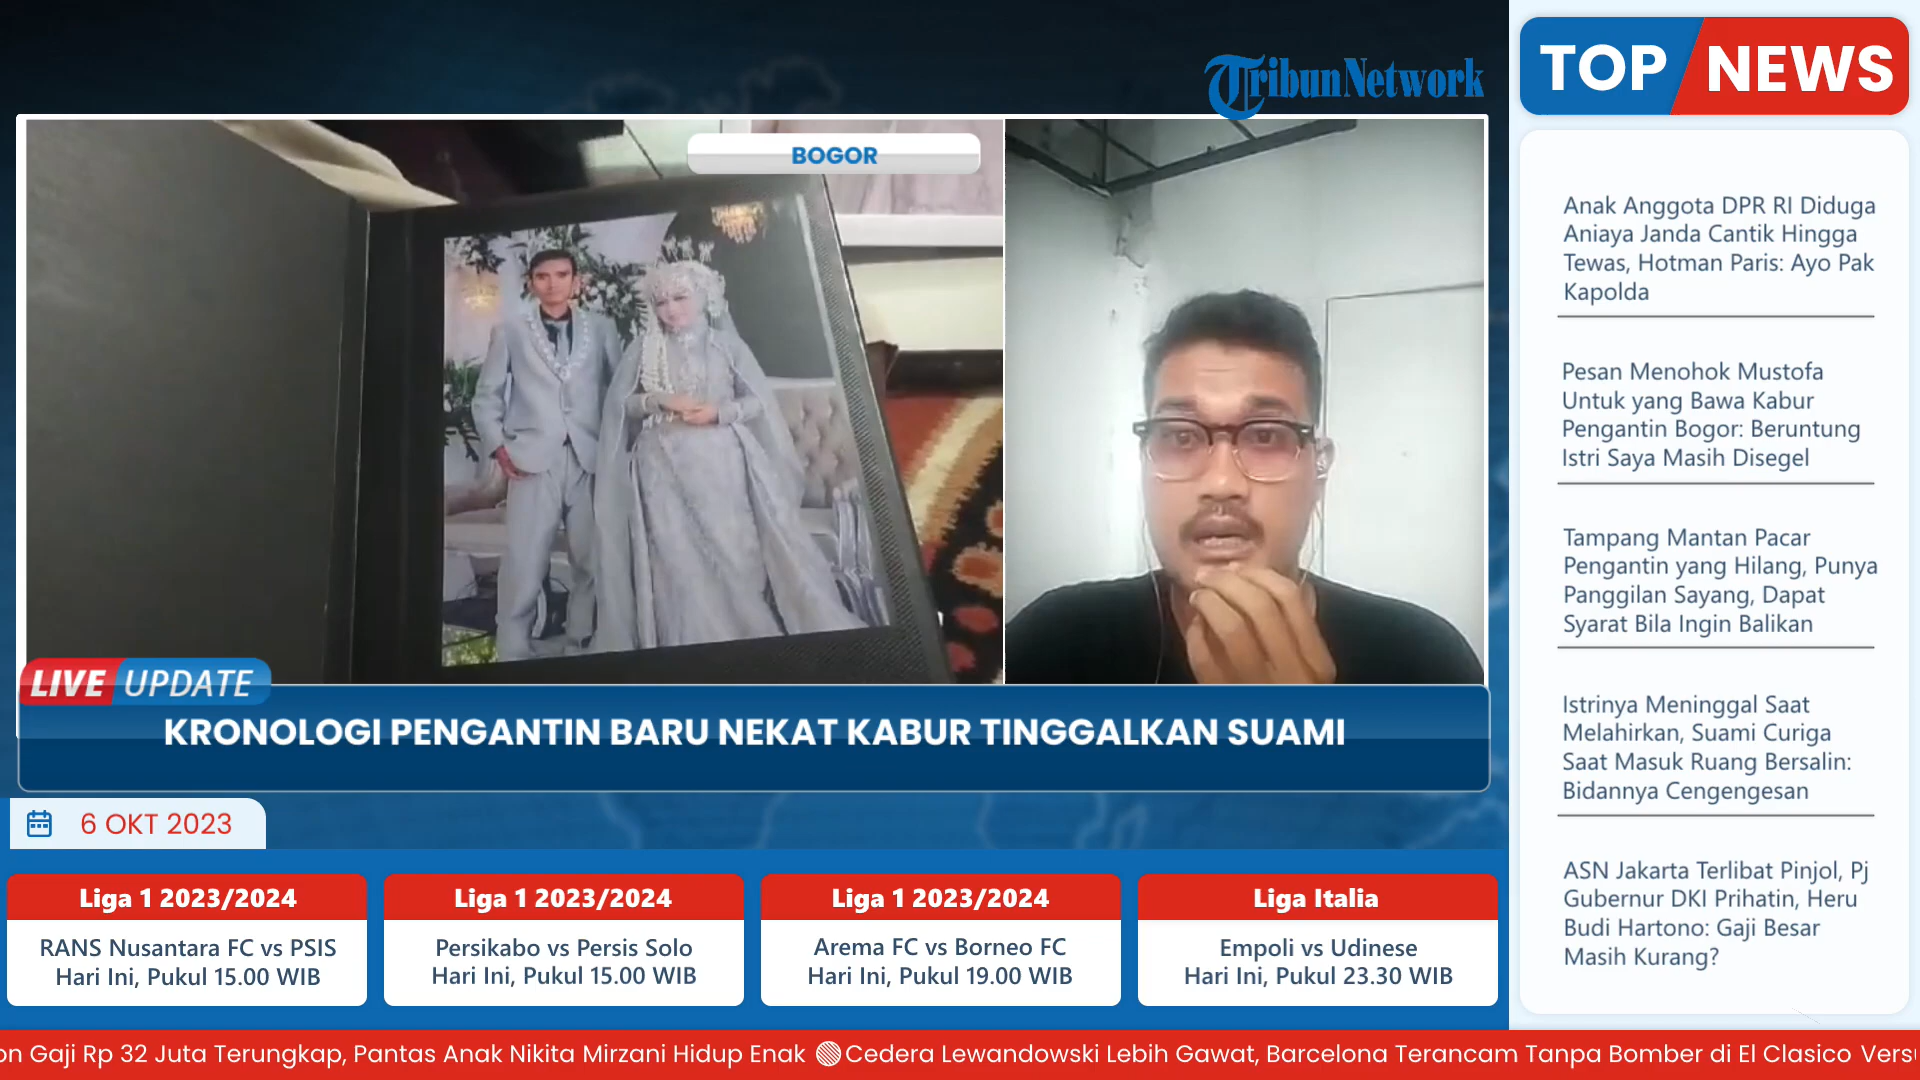 TribunNetwork
TOP NEWS
BOGOR
LIVE UPDATE
KRONOLOGI PENGANTIN BARU NEKAT KABUR TINGGALKAN SUAMI
6 OKT 2023
Liga 1 2023/2024
RANS Nusantara FC vs PSIS
Hari Ini, Pukul 15.00 WIB
Liga 1 2023/2024
Persikabo vs Persis Solo
Hari Ini, Pukul 15.00 WIB
Liga 1 2023/2024
Arema FC vs Borneo FC
Hari Ini, Pukul 19.00 WIB
Liga Italia
Empoli vs Udinese
Hari Ini, Pukul 23.30 WIB
Anak Anggota DPR RI Diduga
Aniaya Janda Cantik Hingga
Tewas, Hotman Paris: Ayo Pak
Kapolda
Pesan Menohok Mustofa
Untuk yang Bawa Kabur
Pengantin Bogor: Beruntung
Istri Saya Masih Disegel
Tampang Mantan Pacar
Pengantin yang Hilang, Punya
Panggilan Sayang, Dapat
Syarat Bila Ingin Balikan
Istrinya Meninggal Saat
Melahirkan, Suami Curiga
Saat Masuk Ruang Bersalin:
Bidannya Cengengesan
ASN Jakarta Terlibat Pinjol, Pj
Gubernur DKI Prihatin, Heru
Budi Hartono: Gaji Besar
Masih Kurang?
on Gaji Rp 32 Juta Terungkap, Pantas Anak Nikita Mirzani Hidup Enak Cedera Lewandowski Lebih Gawat, Barcelona Terancam Tanpa Bomber di El Clasico Vers